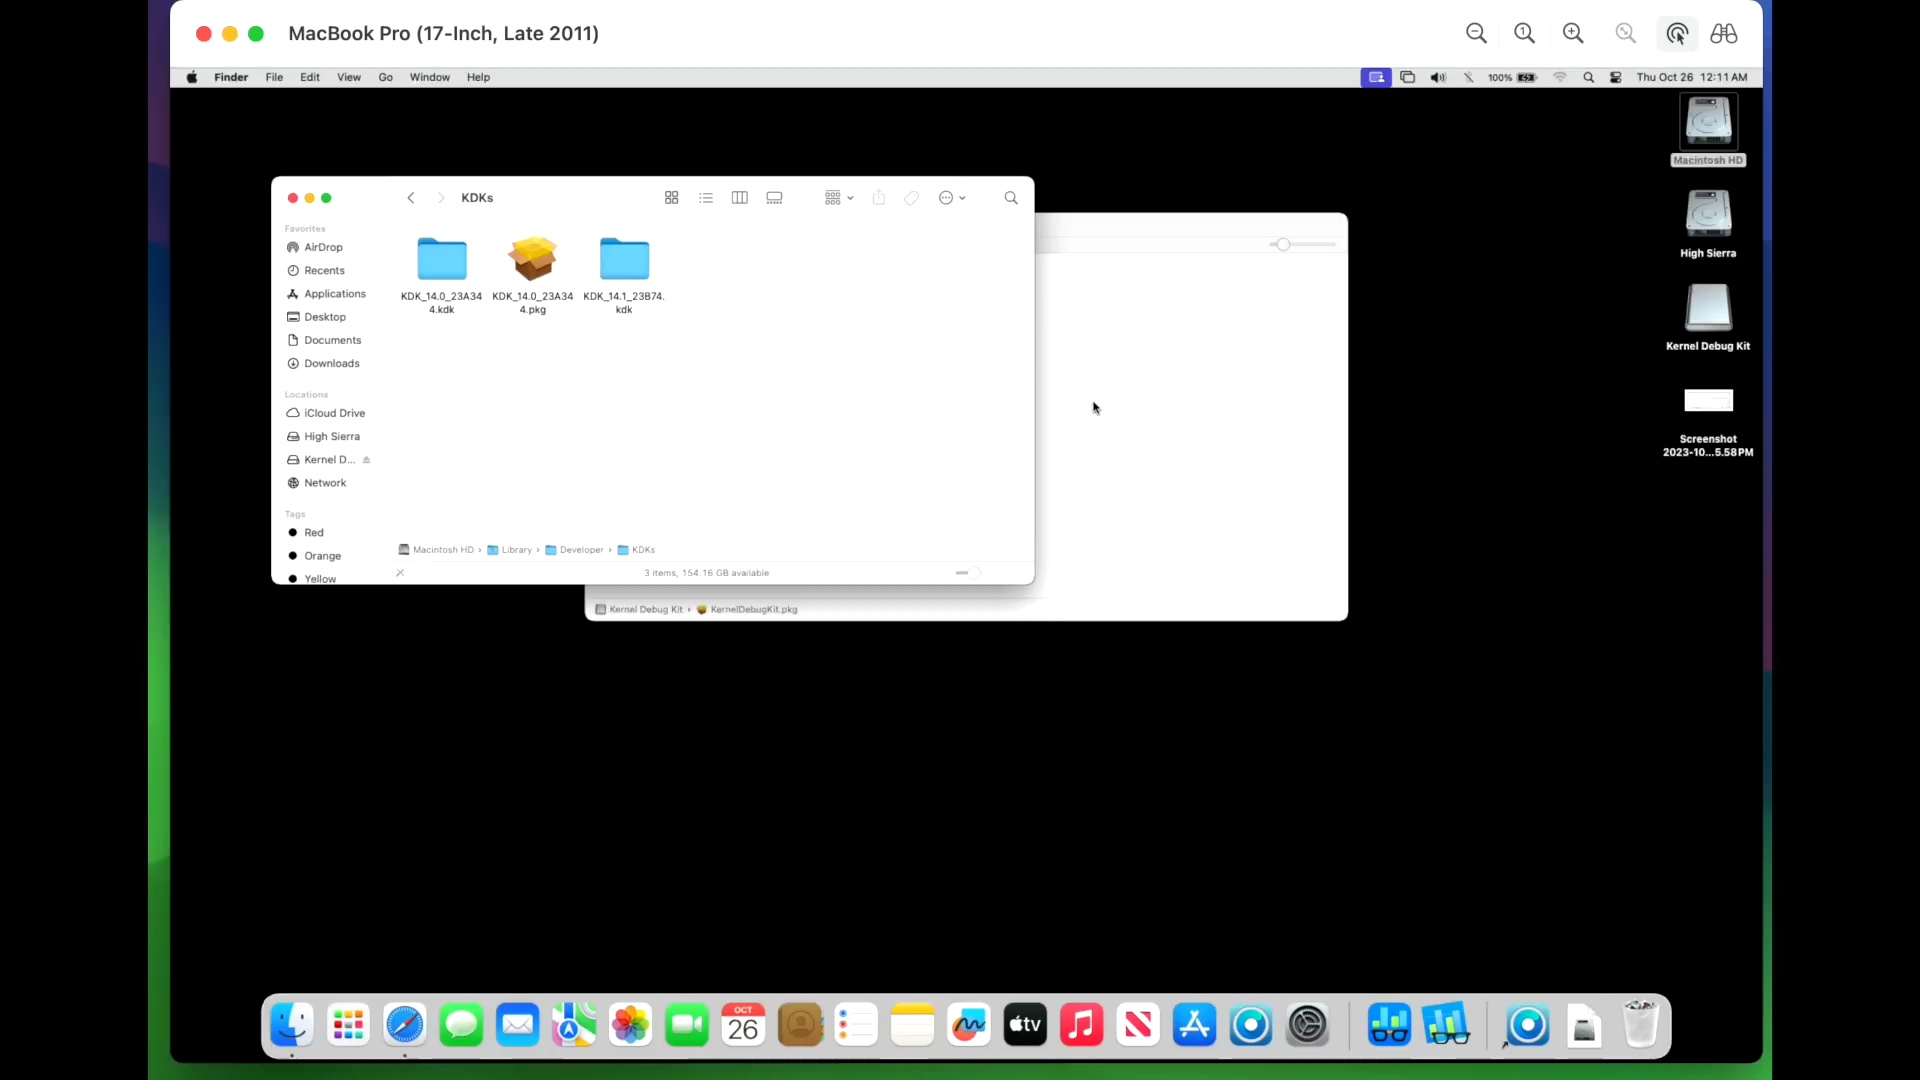 MacBook Pro (17-Inch, Late 2011)
1
Finder File Edit View Go Window Help
100% Thu Oct 26 12:11 AM
Macintosh HD
High Sierra
Kernel Debug Kit
Screenshot
2023-10...5.58 PM
KDKs
Favorites
AirDrop
Recents
Applications
Desktop
Documents
Downloads
Locations
iCloud Drive
High Sierra
Kernel D...
Network
Tags
Red
Orange
Yellow
KDK_14.0_23A34
4.kdk
KDK_14.0_23A34
4.pkg
KDK_14.1_23B74.
kdk
Macintosh HD › Library › Developer › KDKs
3 items, 154.16 GB available
Kernel Debug Kit › KernelDebugKit.pkg
OCT
26
tv